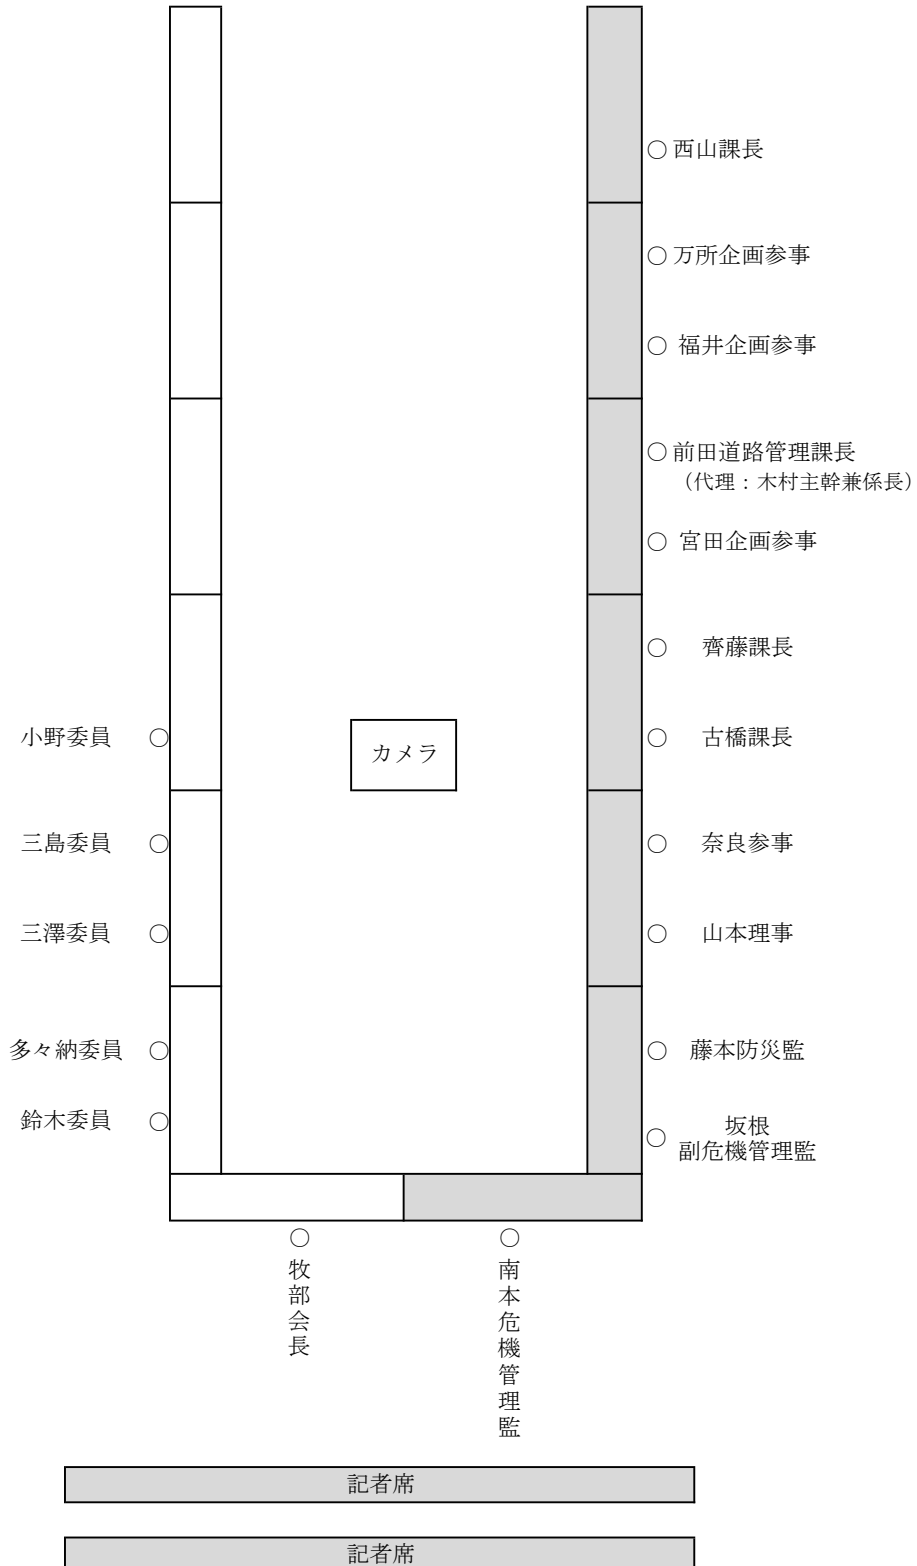 西山課長
万所企画参事
福井企画参事
前田道路管理課長
（代理：木村主幹兼係長）
宮田企画参事
齊藤課長
小野委員
カメラ
古橋課長
三島委員
奈良参事
三澤委員
山本理事
多々納委員
藤本防災監
鈴木委員
坂根
副危機管理監
牧部会長
南本危機管理監
記者席
記者席